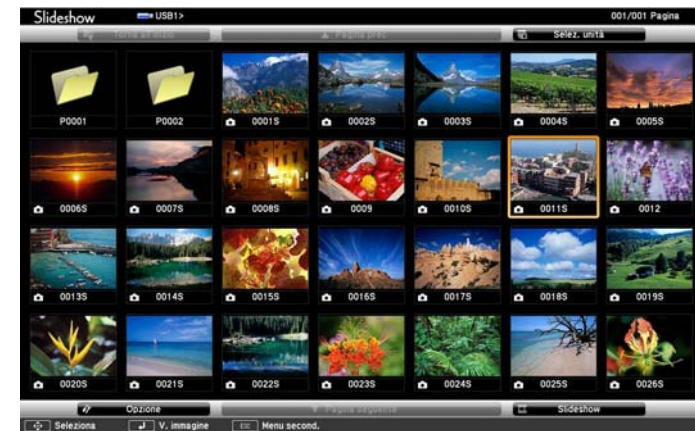 Slideshow USB1> 001/001 Pagina
Torna all'inizio Pagina prec. Selez. unità
P0001 P0002 0001S 0002S 0003S 0004S 0005S
0006S 0007S 0008S 0009 0010S 0011S 0012
0013S 0014S 0015S 0016S 0017S 0018S 0019S
0020S 0021S 0022S 0023S 0024S 0025S 0026S
Opzione Pagina seguente Slideshow
Seleziona V. immagine Esc Menu second.